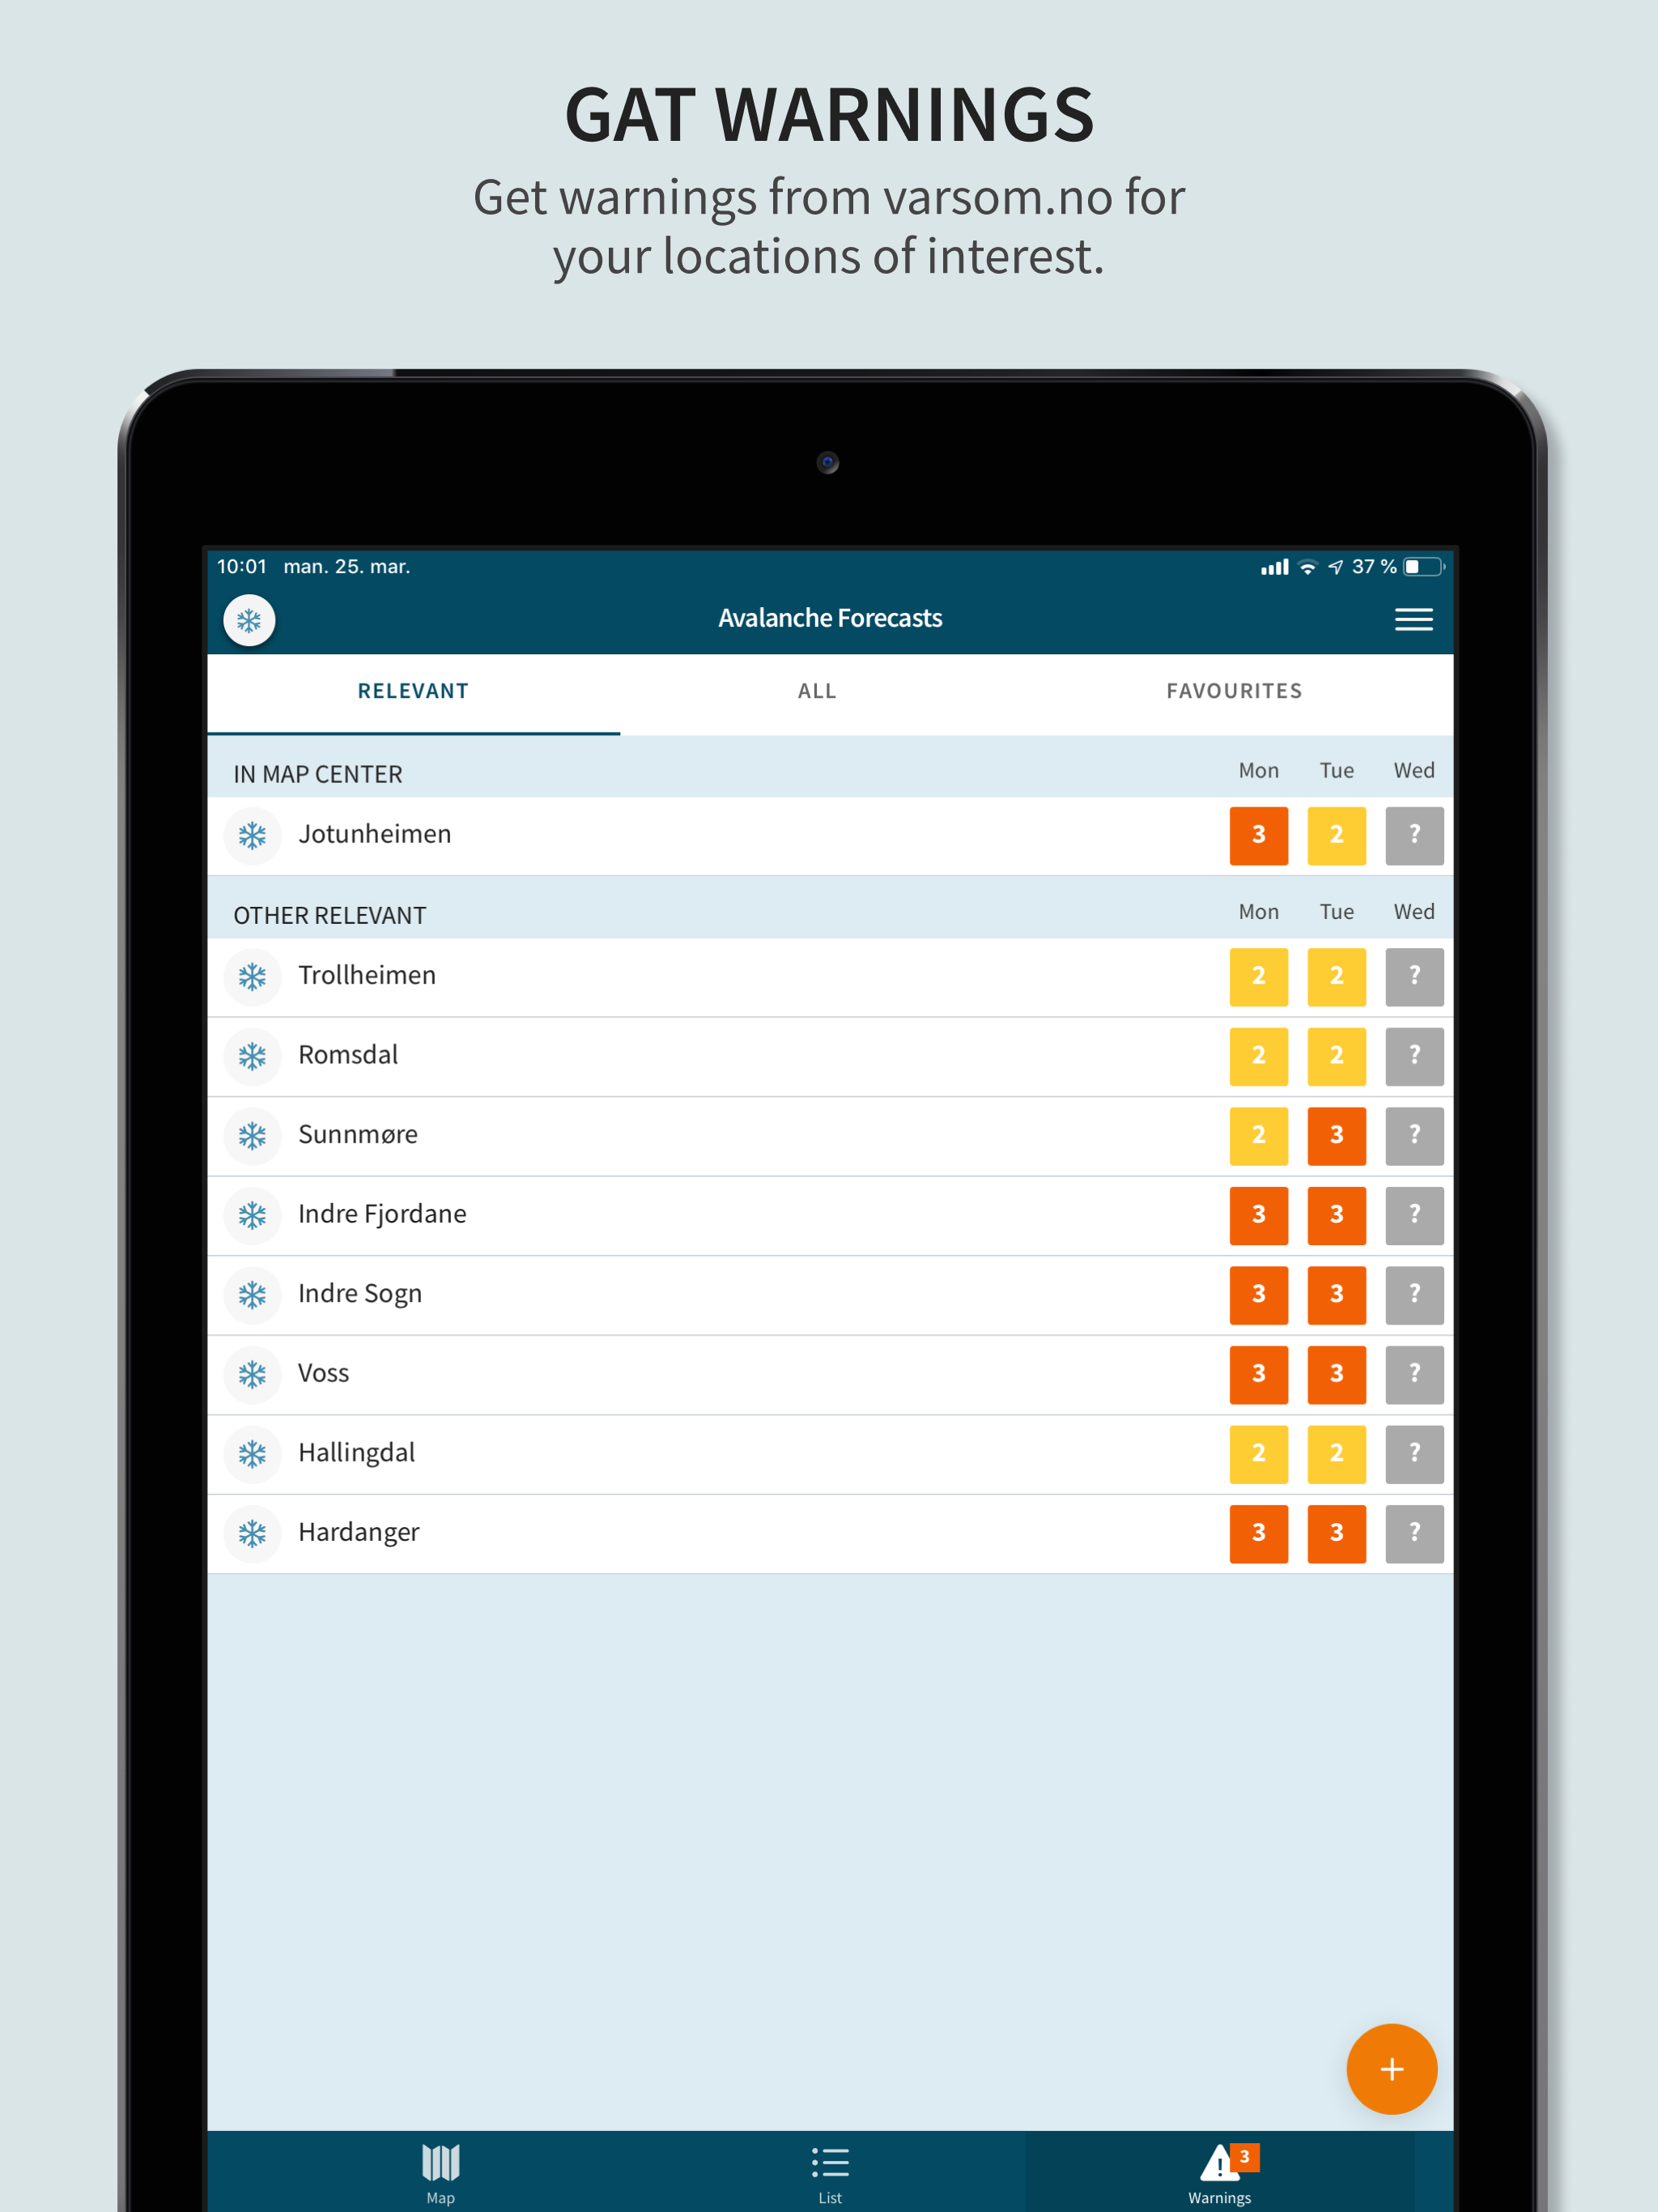 GAT WARNINGS
Get warnings from varsom.no for
your locations of interest.
10:01 man. 25. mar. 37 %
Avalanche Forecasts
RELEVANT ALL FAVOURITES
IN MAP CENTER Mon Tue Wed
Jotunheimen 3 2 ?
OTHER RELEVANT Mon Tue Wed
Trollheimen 2 2 ?
Romsdal 2 2 ?
Sunnmøre 2 3 ?
Indre Fjordane 3 3 ?
Indre Sogn 3 3 ?
Voss 3 3 ?
Hallingdal 2 2 ?
Hardanger 3 3 ?
+
3
Map List Warnings